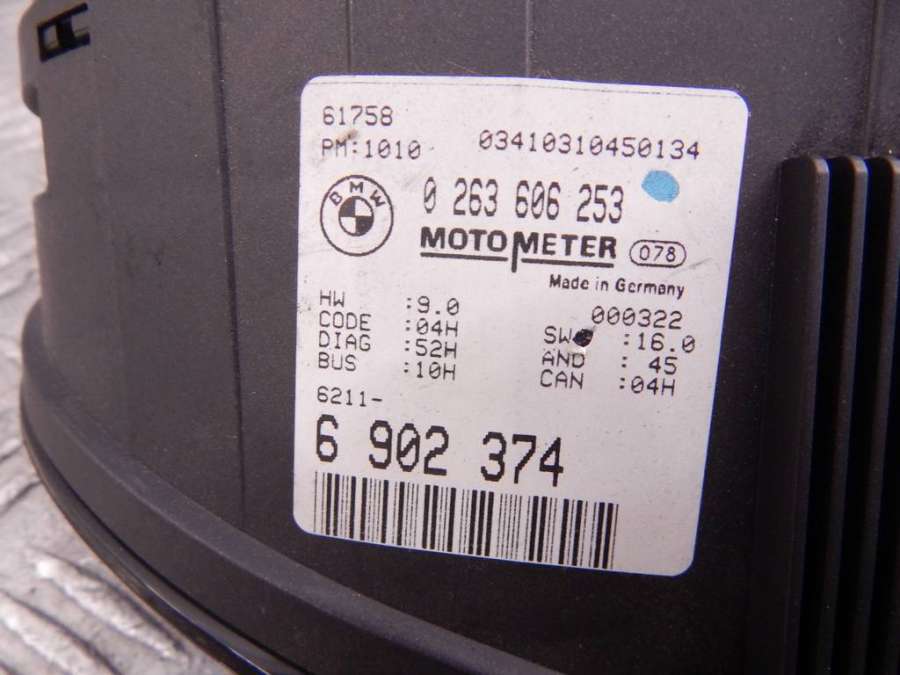 61758
PM:1010 03410310450134
BMW 0 263 606 253
MOTOMETER 078
Made in Germany
000322
HW :9.0 SW :16.0
CODE :04H AND : 45
DIAG :52H CAN :04H
BUS :10H
6211-
6 902 374